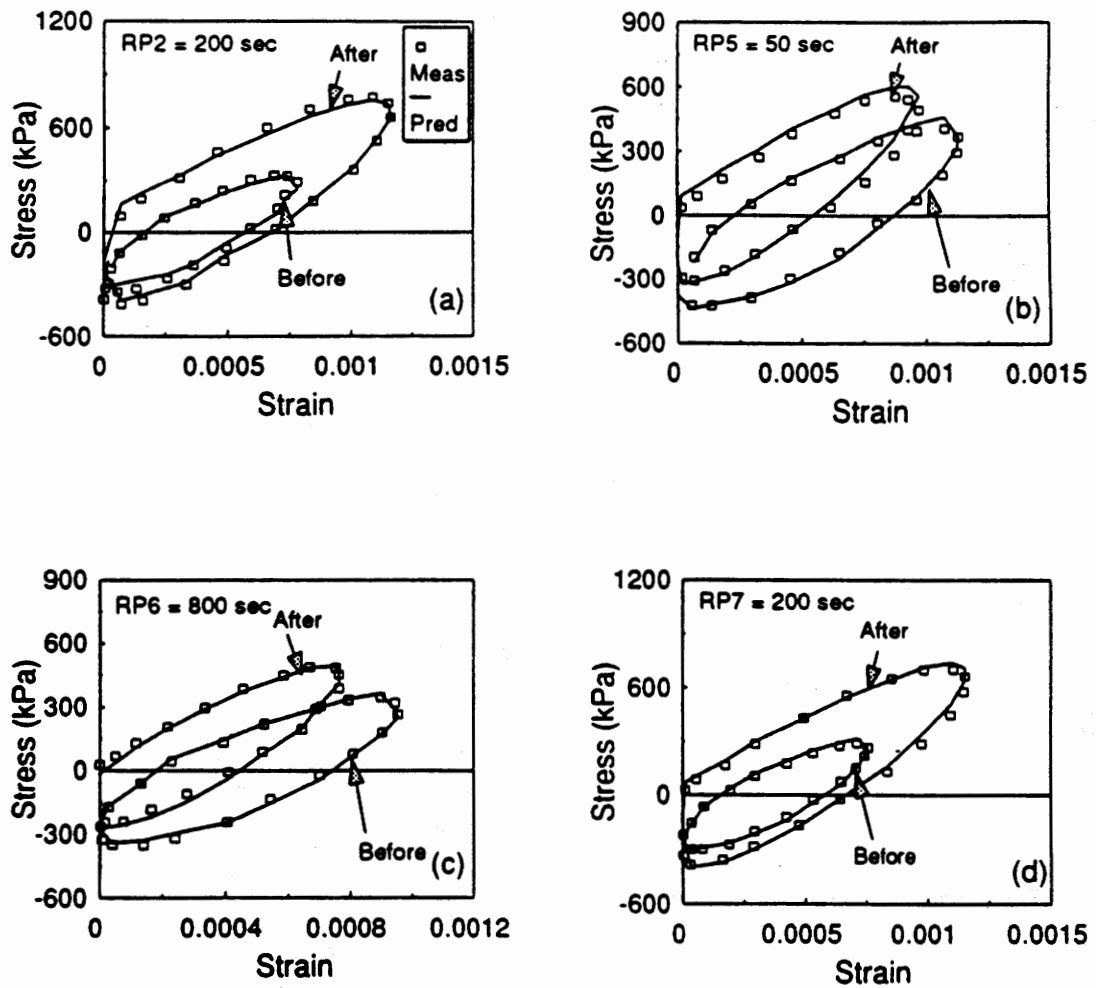 1200
600
0
-600
Stress (kPa)
RP2 = 200 sec
After
Meas
Pred
Before
(a)
0 0.0005 0.001 0.0015
Strain
900
600
300
0
-300
-600
Stress (kPa)
RP5 = 50 sec
After
Before
(b)
0 0.0005 0.001 0.0015
Strain
900
600
300
0
-300
-600
Stress (kPa)
RP6 = 800 sec
After
Before
(c)
0 0.0004 0.0008 0.0012
Strain
1200
600
0
-600
Stress (kPa)
RP7 = 200 sec
After
Before
(d)
0 0.0005 0.001 0.0015
Strain